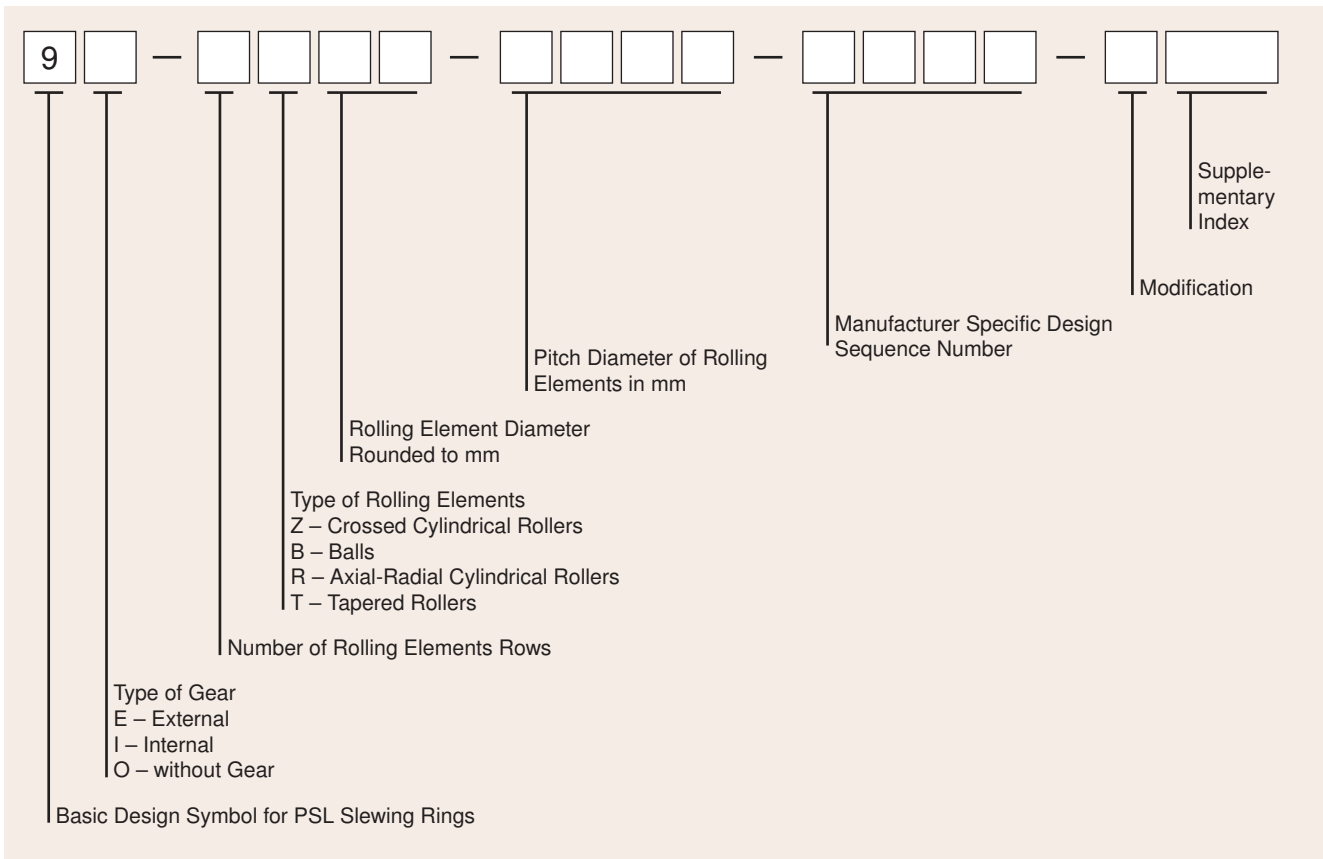 9 — — — —
Supple-
mentary
Index
Modification
Manufacturer Specific Design
Sequence Number
Pitch Diameter of Rolling
Elements in mm
Rolling Element Diameter
Rounded to mm
Type of Rolling Elements
Z – Crossed Cylindrical Rollers
B – Balls
R – Axial-Radial Cylindrical Rollers
T – Tapered Rollers
Number of Rolling Elements Rows
Type of Gear
E – External
I – Internal
O – without Gear
Basic Design Symbol for PSL Slewing Rings